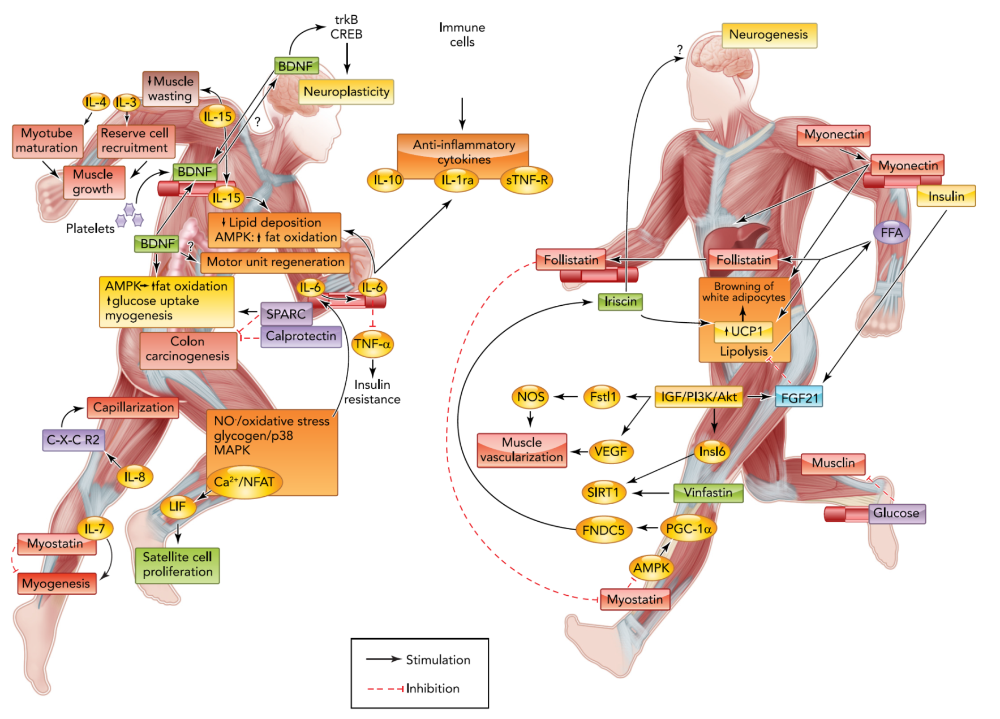 trkB
CREB
BDNF
Neuroplasticity
↓Muscle
wasting
IL-4
IL-3
IL-15
?
Myotube
maturation
Reserve cell
recruitment
Muscle
growth
BDNF
IL-15
Platelets
↓Lipid deposition
AMPK:↑ fat oxidation
BDNF
?
Motor unit regeneration
AMPK→↑fat oxidation
↑glucose uptake
myogenesis
IL-6
IL-6
SPARC
Calprotectin
TNF-α
Colon
carcinogenesis
Insulin
resistance
Capillarization
C-X-C R2
IL-8
NO·/oxidative stress
glycogen/p38
MAPK
Ca²⁺/NFAT
LIF
IL-7
Myostatin
Myogenesis
Satellite cell
proliferation
Immune
cells
Anti-inflammatory
cytokines
IL-10
IL-1ra
sTNF-R
Neurogenesis
?
Myonectin
Myonectin
Insulin
FFA
Follistatin
Follistatin
Browning of
white adipocytes
↑UCP1
Lipolysis
Irisin
NOS
Fstl1
IGF/PI3K/Akt
FGF21
Muscle
vascularization
VEGF
Insl6
Musclin
SIRT1
Vinfastin
Glucose
FNDC5
PGC-1α
AMPK
Myostatin
Stimulation
Inhibition